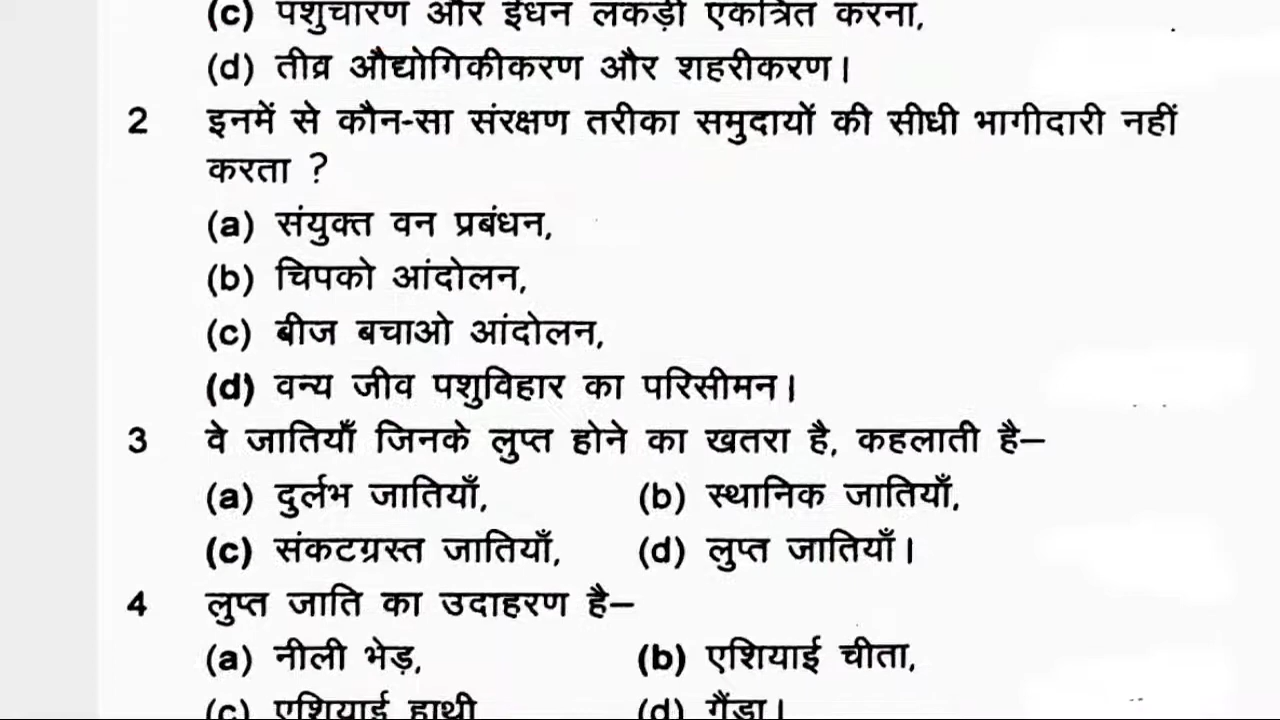 (c) पशुचारण और ईंधन लकड़ी एकत्रित करना,
(d) तीव्र औद्योगिकीकरण और शहरीकरण।
2 इनमें से कौन-सा संरक्षण तरीका समुदायों की सीधी भागीदारी नहीं
करता ?
(a) संयुक्त वन प्रबंधन,
(b) चिपको आंदोलन,
(c) बीज बचाओ आंदोलन,
(d) वन्य जीव पशुविहार का परिसीमन।
3 वे जातियाँ जिनके लुप्त होने का खतरा है, कहलाती है–
(a) दुर्लभ जातियाँ, (b) स्थानिक जातियाँ,
(c) संकटग्रस्त जातियाँ, (d) लुप्त जातियाँ।
4 लुप्त जाति का उदाहरण है–
(a) नीली भेड़, (b) एशियाई चीता,
(c) एशियाई हाथी (d) गैंडा।